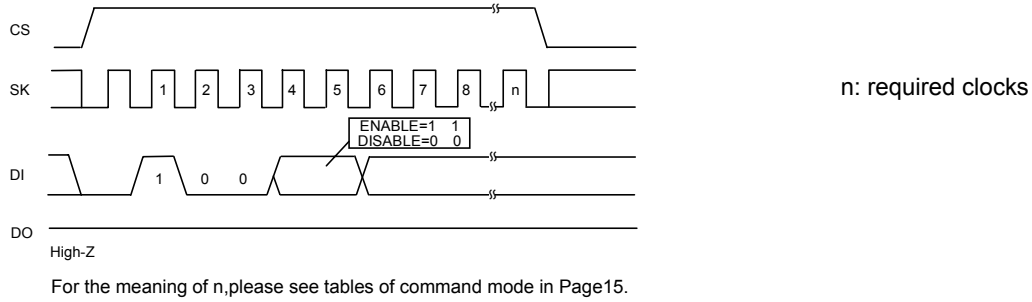 CS
SK
1 2 3 4 5 6 7 8 n
n: required clocks
ENABLE=1 1
DISABLE=0 0
DI
1 0 0
DO
High-Z
For the meaning of n,please see tables of command mode in Page15.